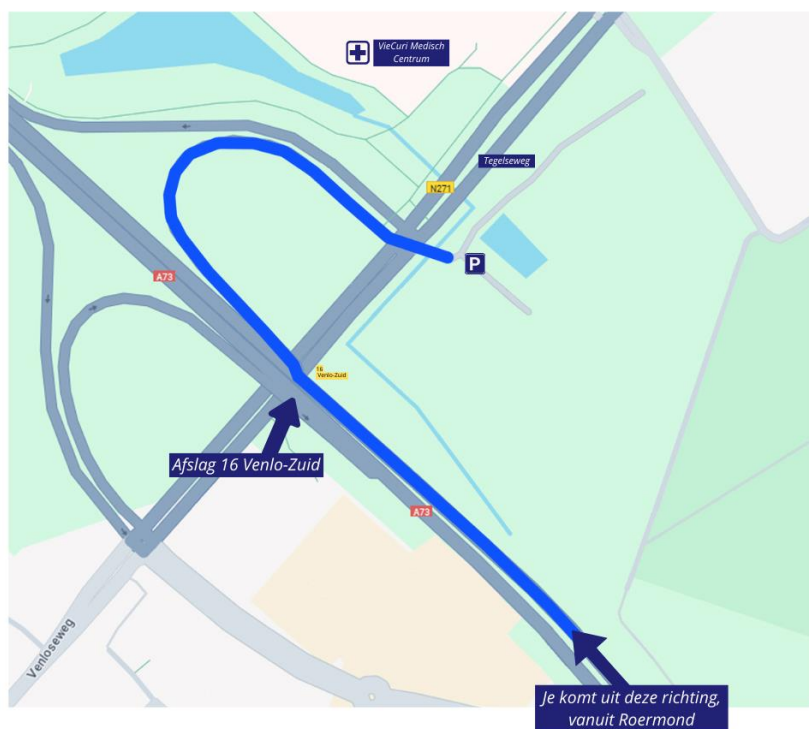 VieCuri Medisch
Centrum
Tegelseweg
N271
P
A73
16
Venlo-Zuid
Afslag 16 Venlo-Zuid
A73
Venloseweg
Je komt uit deze richting,
vanuit Roermond